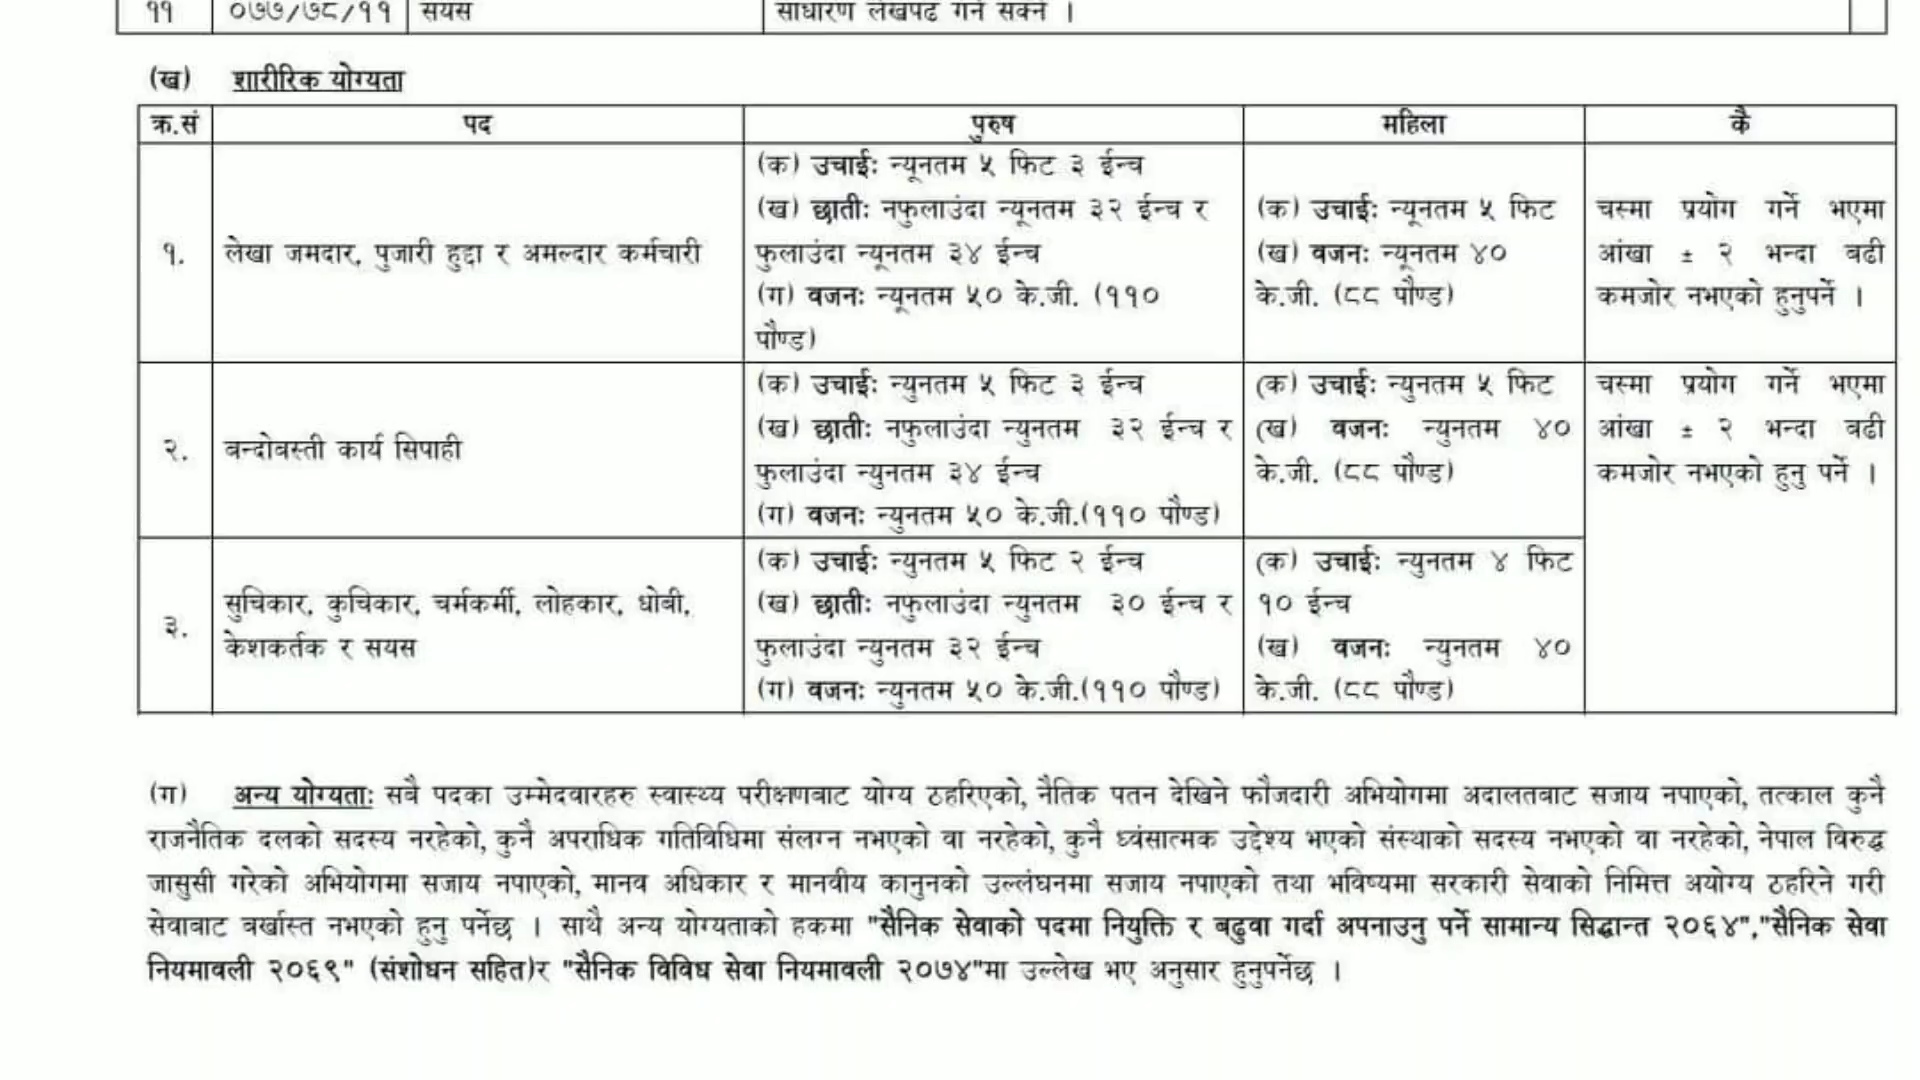 ११ ०७७/७८/११ सयस साधारण लेखपढ गर्न सक्ने ।
(ख) शारीरिक योग्यता
क्र.सं पद पुरुष महिला कै
१. लेखा जमदार, पुजारी हुद्दा र अमल्दार कर्मचारी
(क) उचाईः न्यूनतम ५ फिट ३ ईन्च
(ख) छातीः नफुलाउंदा न्यूनतम ३२ ईन्च र
फुलाउंदा न्यूनतम ३४ ईन्च
(ग) वजनः न्यूनतम ५० के.जी. (११०
पौण्ड)
(क) उचाईः न्यूनतम ५ फिट
(ख) वजनः न्यूनतम ४०
के.जी. (८८ पौण्ड)
चस्मा प्रयोग गर्ने भएमा
आंखा ± २ भन्दा बढी
कमजोर नभएको हुनुपर्ने ।
२. बन्दोबस्ती कार्य सिपाही
(क) उचाईः न्युनतम ५ फिट ३ ईन्च
(ख) छातीः नफुलाउंदा न्युनतम ३२ ईन्च र
फुलाउंदा न्युनतम ३४ ईन्च
(ग) वजनः न्युनतम ५० के.जी.(११० पौण्ड)
(क) उचाईः न्युनतम ५ फिट
(ख) वजनः न्युनतम ४०
के.जी. (८८ पौण्ड)
चस्मा प्रयोग गर्ने भएमा
आंखा ± २ भन्दा बढी
कमजोर नभएको हुनु पर्ने ।
३. सुचिकार, कुचिकार, चर्मकर्मी, लोहकार, धोबी,
केशकर्तक र सयस
(क) उचाईः न्युनतम ५ फिट २ ईन्च
(ख) छातीः नफुलाउंदा न्युनतम ३० ईन्च र
फुलाउंदा न्युनतम ३२ ईन्च
(ग) वजनः न्युनतम ५० के.जी.(११० पौण्ड)
(क) उचाईः न्युनतम ४ फिट
१० ईन्च
(ख) वजनः न्युनतम ४०
के.जी. (८८ पौण्ड)
(ग) अन्य योग्यताः सबै पदका उम्मेदवारहरु स्वास्थ्य परीक्षणबाट योग्य ठहरिएको, नैतिक पतन देखिने फौजदारी अभियोगमा अदालतबाट सजाय नपाएको, तत्काल कुनै
राजनैतिक दलको सदस्य नरहेको, कुनै अपराधिक गतिविधिमा संलग्न नभएको वा नरहेको, कुनै ध्वंसात्मक उद्देश्य भएको संस्थाको सदस्य नभएको वा नरहेको, नेपाल विरुद्ध
जासुसी गरेको अभियोगमा सजाय नपाएको, मानव अधिकार र मानवीय कानुनको उल्लंघनमा सजाय नपाएको तथा भविष्यमा सरकारी सेवाको निमित्त अयोग्य ठहरिने गरी
सेवाबाट बर्खास्त नभएको हुनु पर्नेछ । साथै अन्य योग्यताको हकमा "सैनिक सेवाको पदमा नियुक्ति र बढुवा गर्दा अपनाउनु पर्ने सामान्य सिद्धान्त २०६४","सैनिक सेवा
नियमावली २०६९" (संशोधन सहित)र "सैनिक विविध सेवा नियमावली २०७४"मा उल्लेख भए अनुसार हुनुपर्नेछ ।